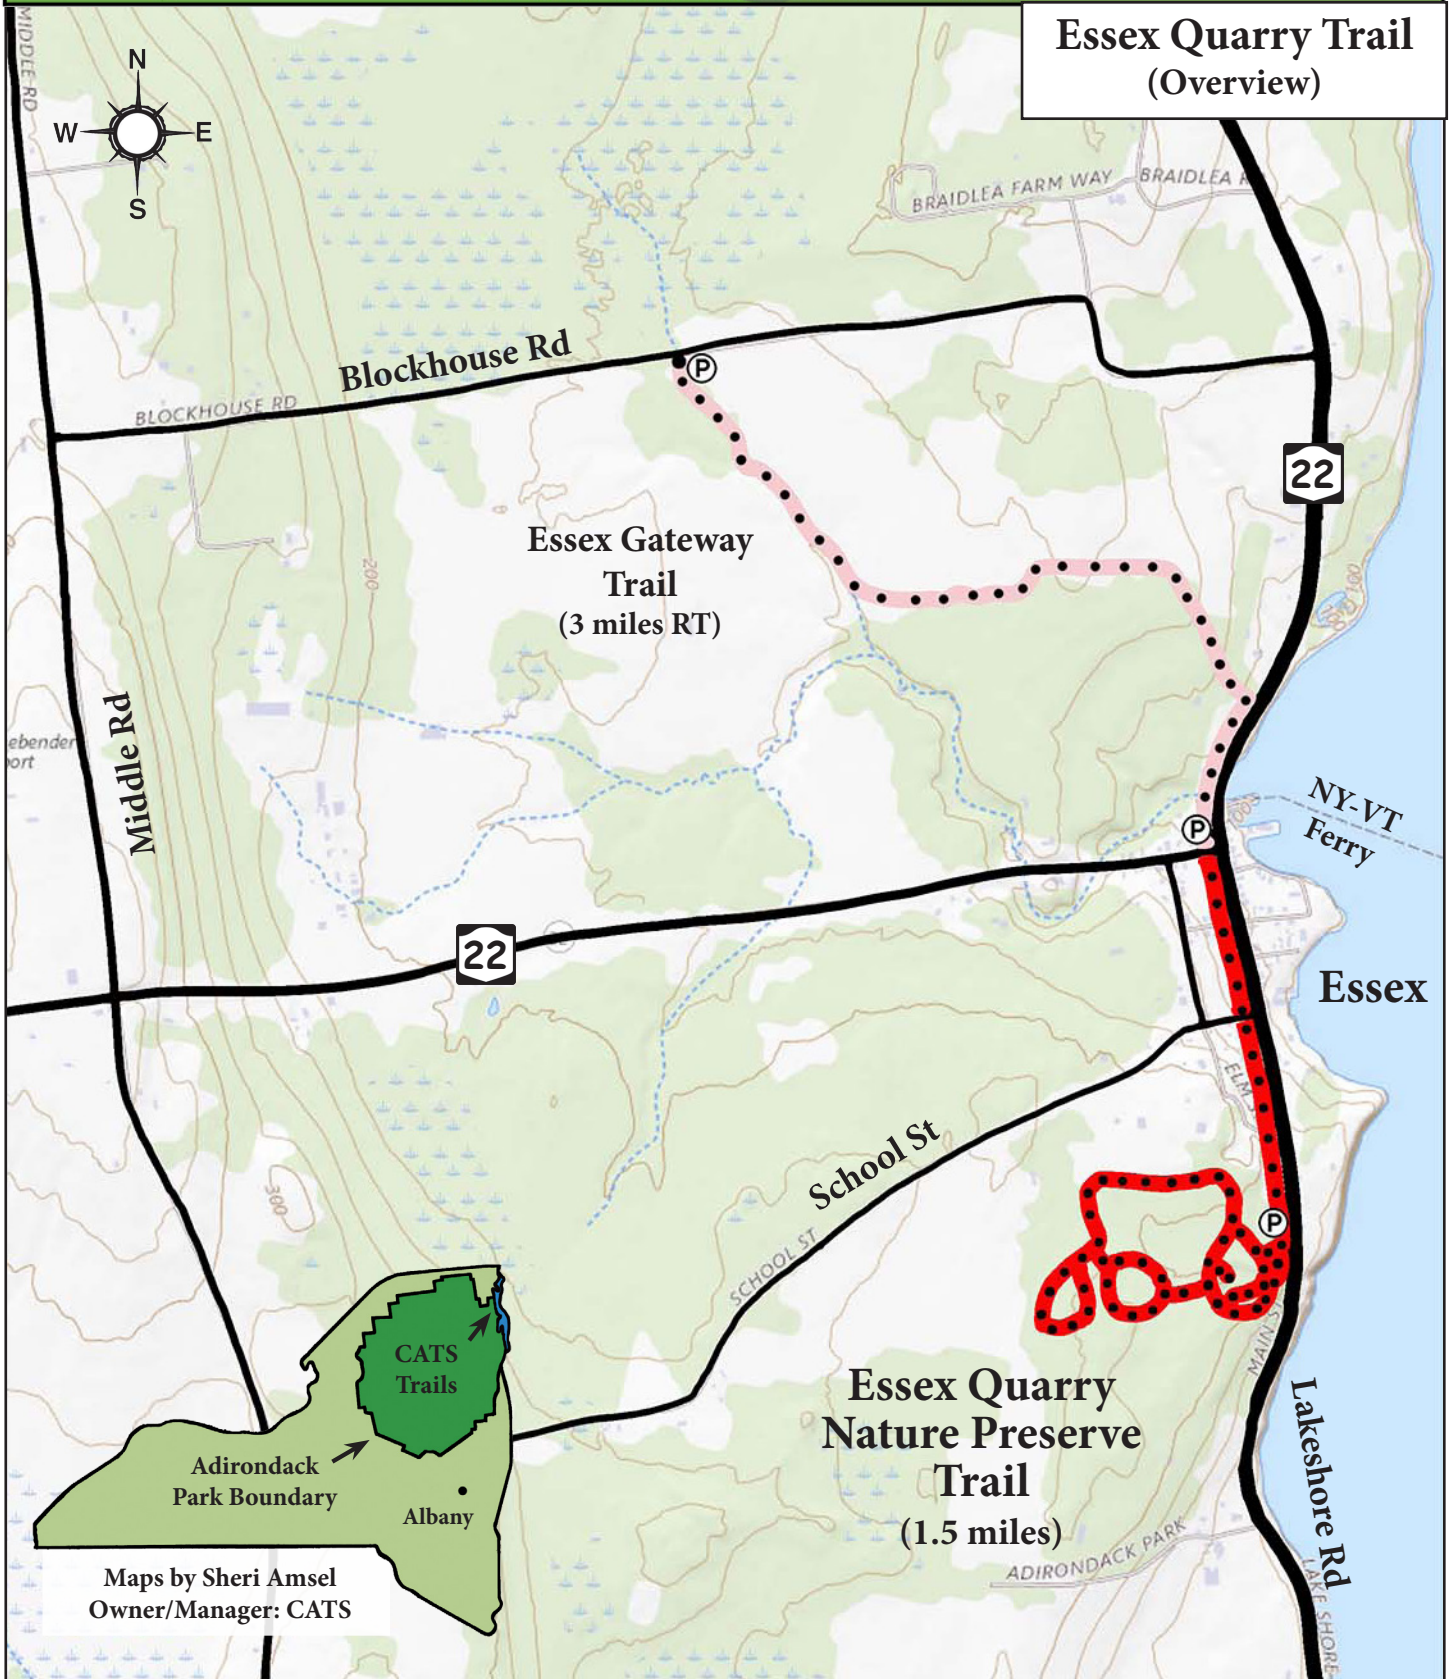 Essex Quarry Trail
(Overview)
MIDDLE RD
N
W
E
S
BRAIDLEA FARM WAY
BRAIDLEA R
Blockhouse Rd
P
BLOCKHOUSE RD
22
Essex Gateway
Trail
(3 miles RT)
200
100
Middle Rd
ebender
ort
NY-VT
Ferry
P
22
Essex
ELM S
School St
SCHOOL ST
300
P
MAIN ST
CATS
Trails
Adirondack
Park Boundary
Albany
Essex Quarry
Nature Preserve
Trail
(1.5 miles)
Lakeshore Rd
ADIRONDACK PARK
LAKE SHORE
Maps by Sheri Amsel
Owner/Manager: CATS